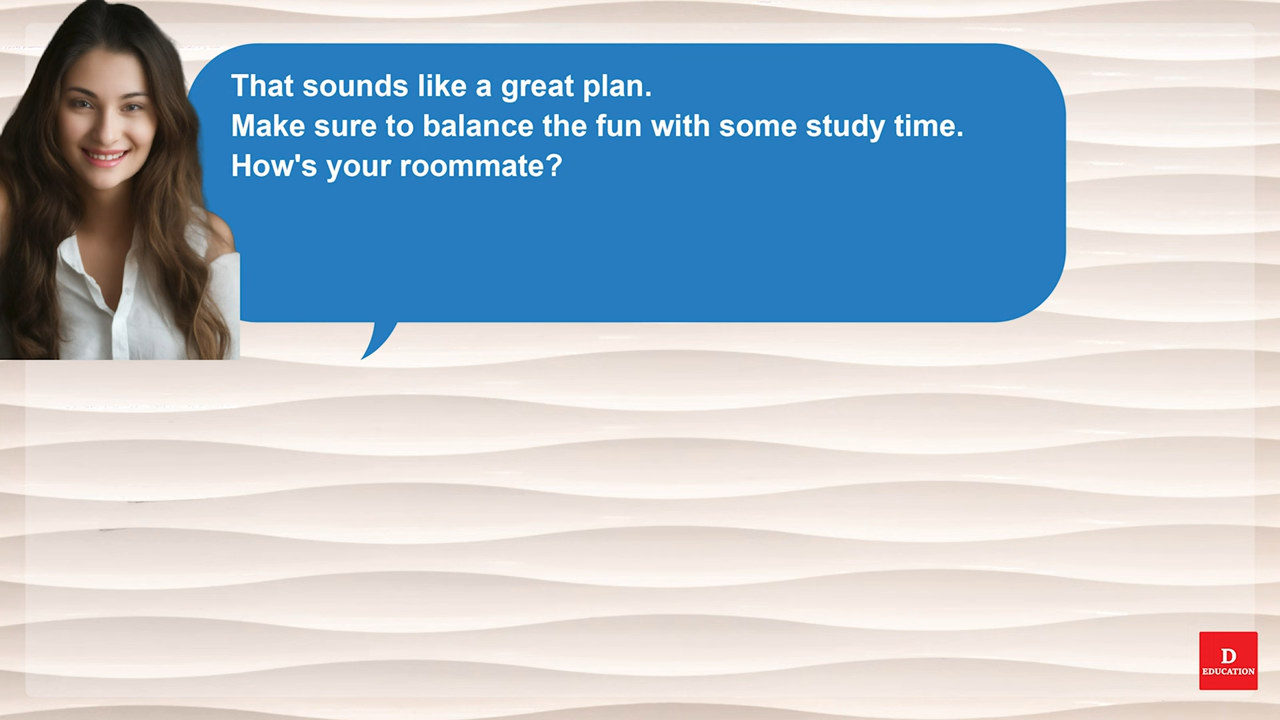 That sounds like a great plan.
Make sure to balance the fun with some study time.
How's your roommate?
D
EDUCATION